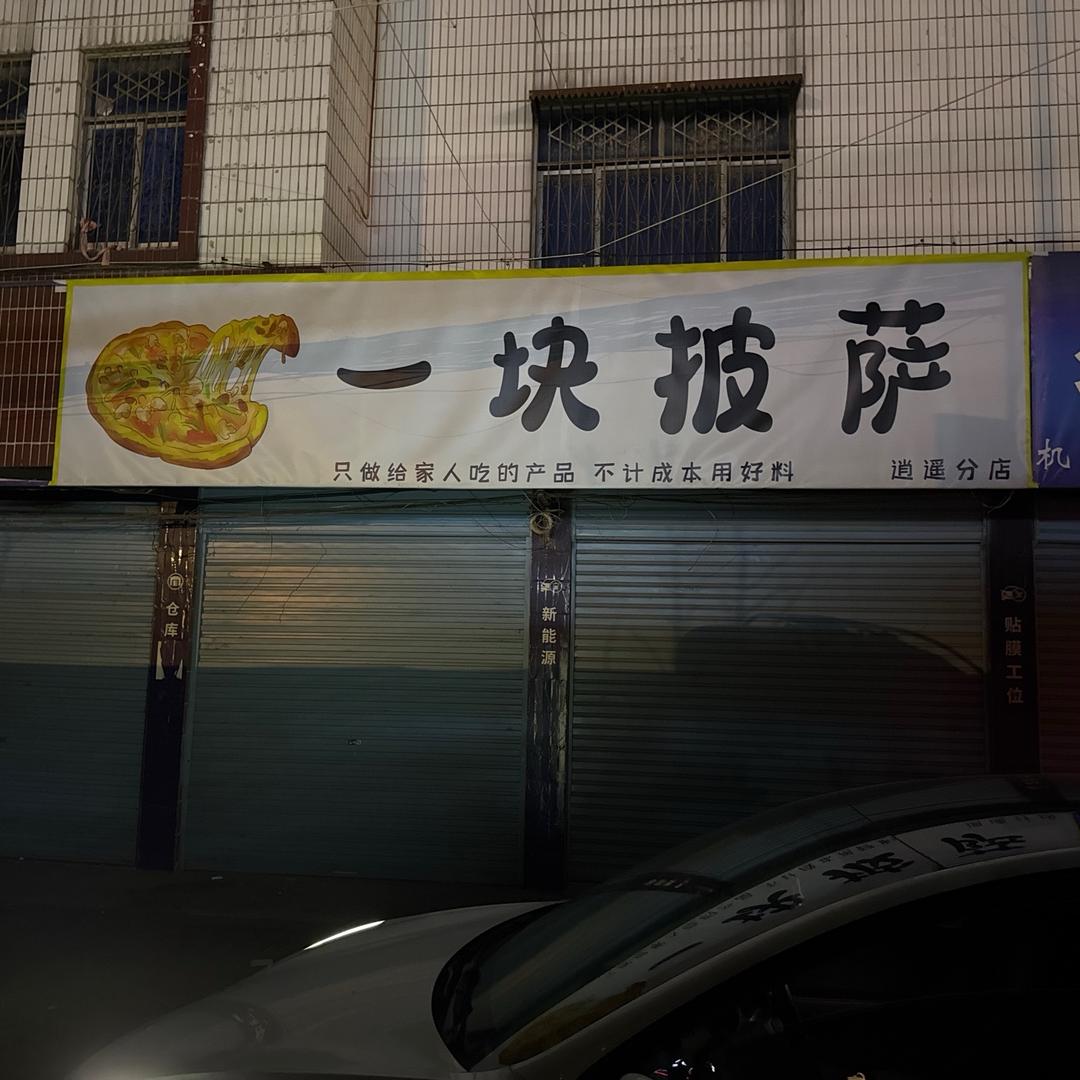 一块披萨
只做给家人吃的产品 不计成本用好料 逍遥分店
机
仓库
新能源
贴膜工位